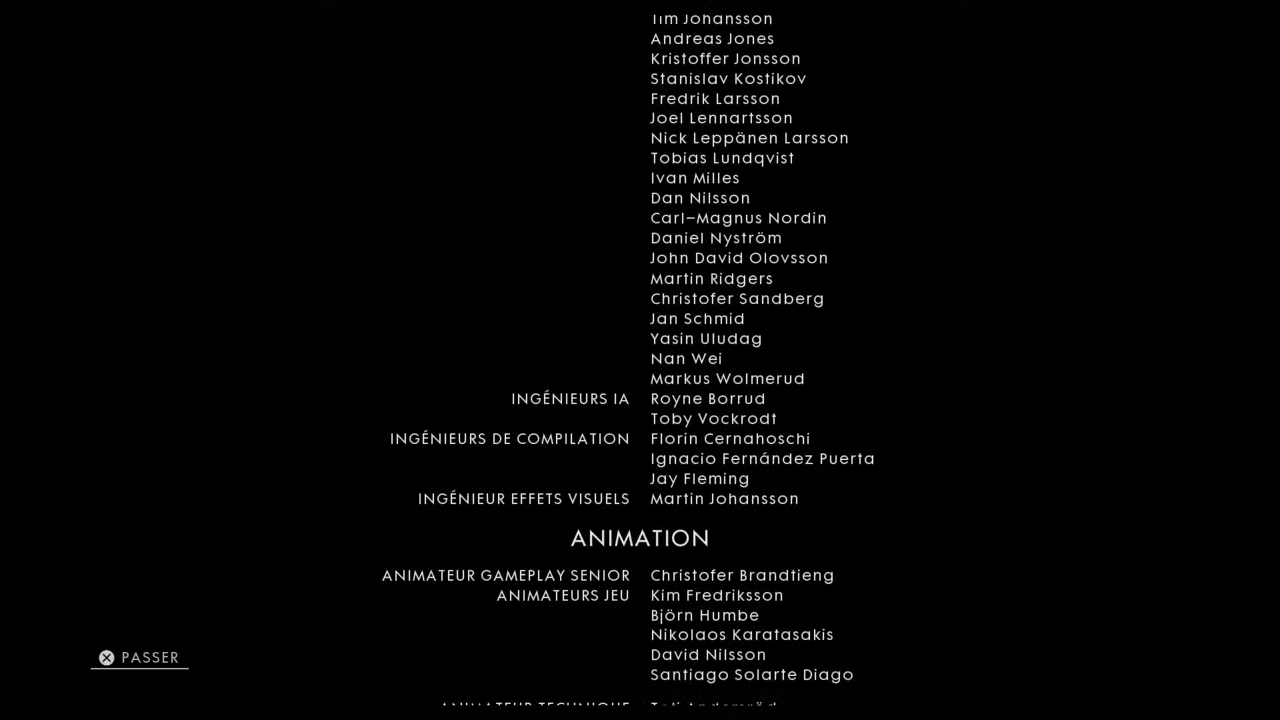 Tim Johansson
Andreas Jones
Kristoffer Jonsson
Stanislav Kostikov
Fredrik Larsson
Joel Lennartsson
Nick Leppänen Larsson
Tobias Lundqvist
Ivan Milles
Dan Nilsson
Carl-Magnus Nordin
Daniel Nyström
John David Olovsson
Martin Ridgers
Christofer Sandberg
Jan Schmid
Yasin Uludag
Nan Wei
Markus Wolmerud
INGÉNIEURS IA Royne Borrud
Toby Vockrodt
INGÉNIEURS DE COMPILATION Florin Cernahoschi
Ignacio Fernández Puerta
Jay Fleming
INGÉNIEUR EFFETS VISUELS Martin Johansson
ANIMATION
ANIMATEUR GAMEPLAY SENIOR Christofer Brandtieng
ANIMATEURS JEU Kim Fredriksson
Björn Humbe
Nikolaos Karatasakis
David Nilsson
PASSER
Santiago Solarte Diago
ANIMATEUR TECHNIQUE